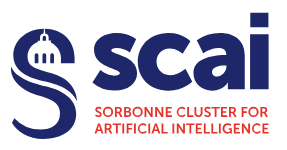 scai
SORBONNE CLUSTER FOR
ARTIFICIAL INTELLIGENCE